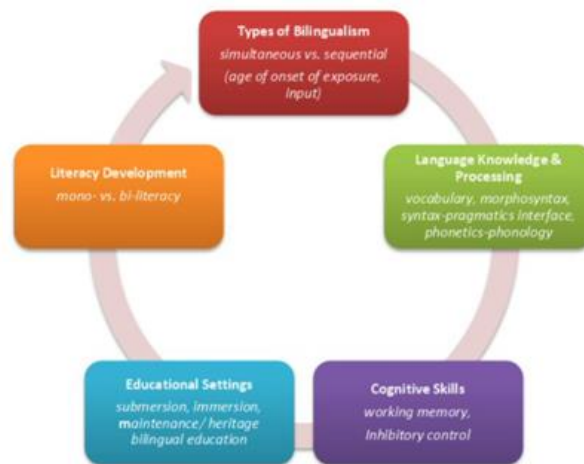 Types of Bilingualism
simultaneous vs. sequential
(age of onset of exposure,
Input)
Language Knowledge &
Processing
vocabulary, morphosyntax,
syntax-pragmatics interface,
phonetics-phonology
Cognitive Skills
working memory,
Inhibitory control
Educational Settings
submersion, immersion,
maintenance/ heritage
bilingual education
Literacy Development
mono- vs. bi-literacy